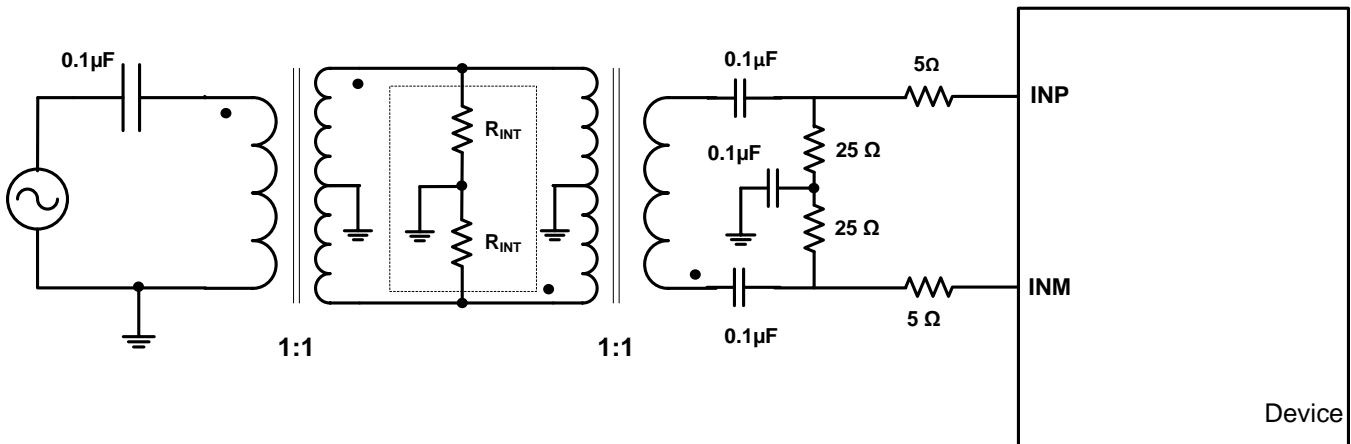 0.1µF
0.1µF
5Ω
INP
R_INT
25 Ω
0.1µF
25 Ω
R_INT
INM
5 Ω
0.1µF
1:1
1:1
Device